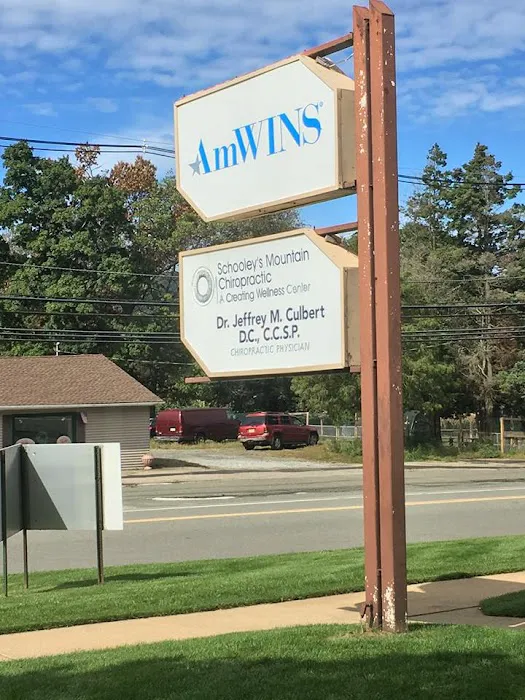 AmWINS®
Schooley's Mountain
Chiropractic
A Creating Wellness Center
Dr. Jeffrey M. Culbert
D.C., C.C.S.P.
CHIROPRACTIC PHYSICIAN